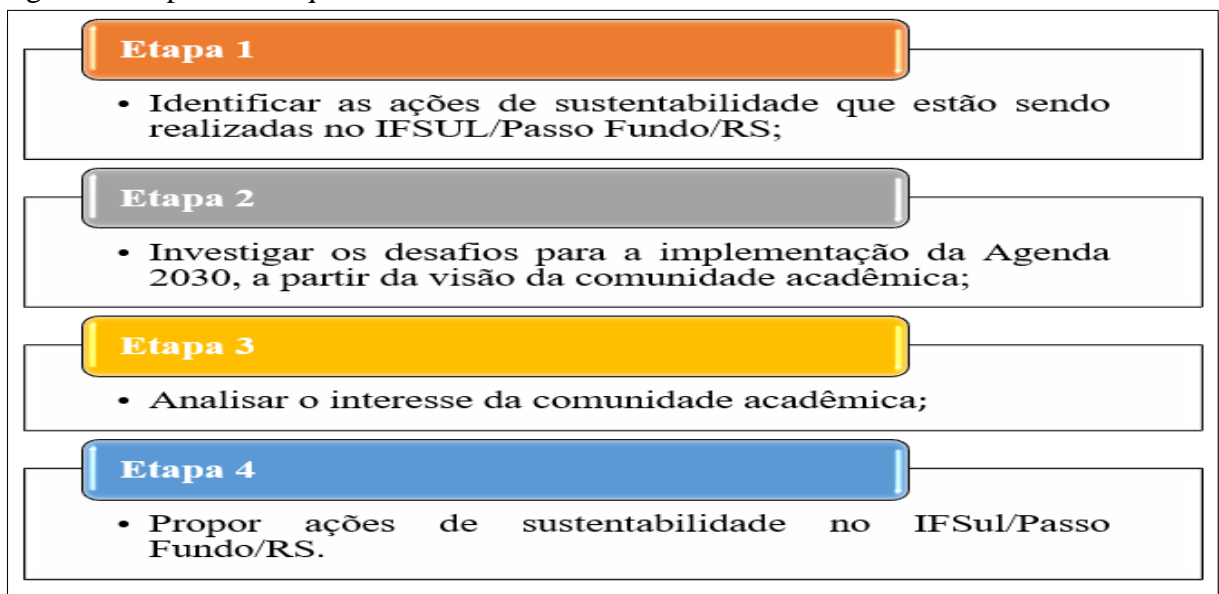 Etapa 1
• Identificar as ações de sustentabilidade que estão sendo
realizadas no IFSUL/Passo Fundo/RS;
Etapa 2
• Investigar os desafios para a implementação da Agenda
2030, a partir da visão da comunidade acadêmica;
Etapa 3
• Analisar o interesse da comunidade acadêmica;
Etapa 4
• Propor ações de sustentabilidade no IFSul/Passo
Fundo/RS.